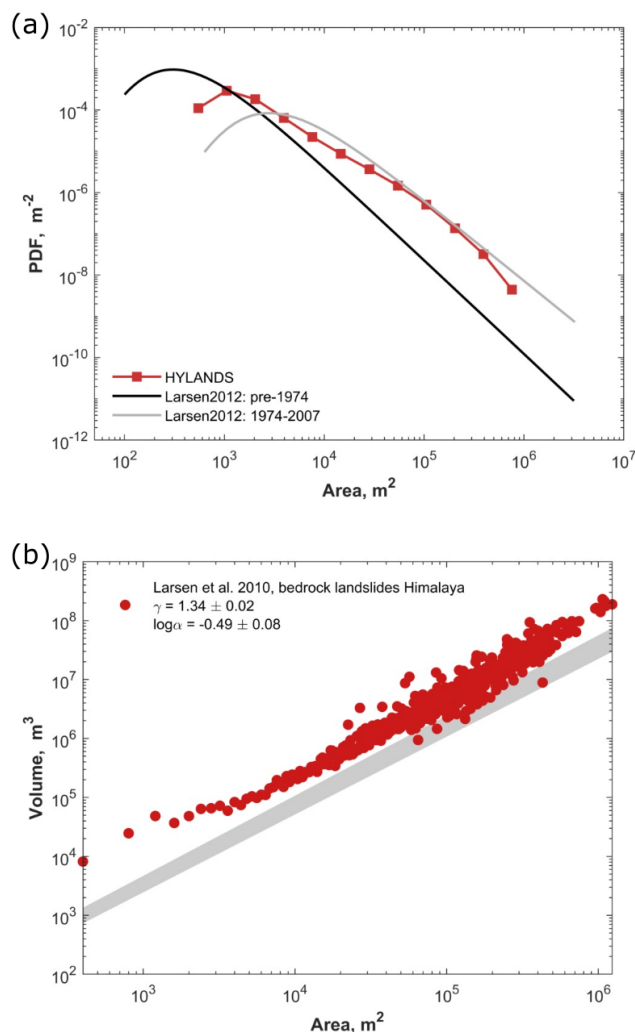 (a)
10^-2
10^-4
10^-6
10^-8
10^-10
10^-12
PDF, m^-2
HYLANDS
Larsen2012: pre-1974
Larsen2012: 1974-2007
10^2 10^3 10^4 10^5 10^6 10^7
Area, m^2
(b)
10^9
10^8
10^7
10^6
10^5
10^4
10^3
10^2
Volume, m^3
Larsen et al. 2010, bedrock landslides Himalaya
γ = 1.34 ± 0.02
logα = -0.49 ± 0.08
10^3 10^4 10^5 10^6
Area, m^2